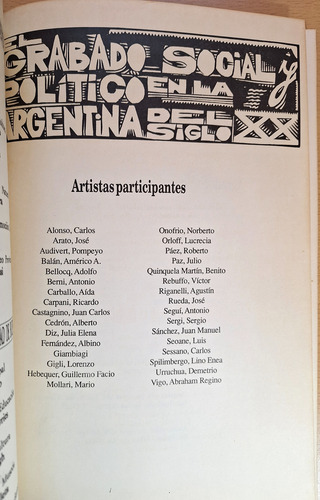 EL
GRABADO SOCIAL y
POLÍTICO EN LA
ARGENTINA DEL SIGLO XX
Artistas participantes
Alonso, Carlos
Arato, José
Audivert, Pompeyo
Balán, Américo A.
Bellocq, Adolfo
Berni, Antonio
Carballo, Aída
Carpani, Ricardo
Castagnino, Juan Carlos
Cedrón, Alberto
Diz, Julia Elena
Fernández, Albino
Giambiagi
Gigli, Lorenzo
Hebequer, Guillermo Facio
Mollari, Mario
Onofrio, Norberto
Orloff, Lucrecia
Páez, Roberto
Paz, Julio
Quinquela Martín, Benito
Rebuffo, Víctor
Riganelli, Agustín
Rueda, José
Seguí, Antonio
Sergi, Sergio
Sánchez, Juan Manuel
Seoane, Luis
Sessano, Carlos
Spilimbergo, Lino Enea
Urruchua, Demetrio
Vigo, Abraham Regino